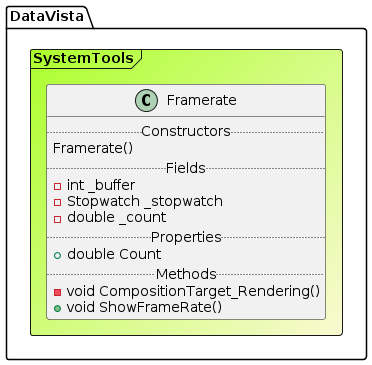 DataVista
SystemTools
C Framerate
Constructors
Framerate()
Fields
int _buffer
Stopwatch _stopwatch
double _count
Properties
double Count
Methods
void CompositionTarget_Rendering()
void ShowFrameRate()